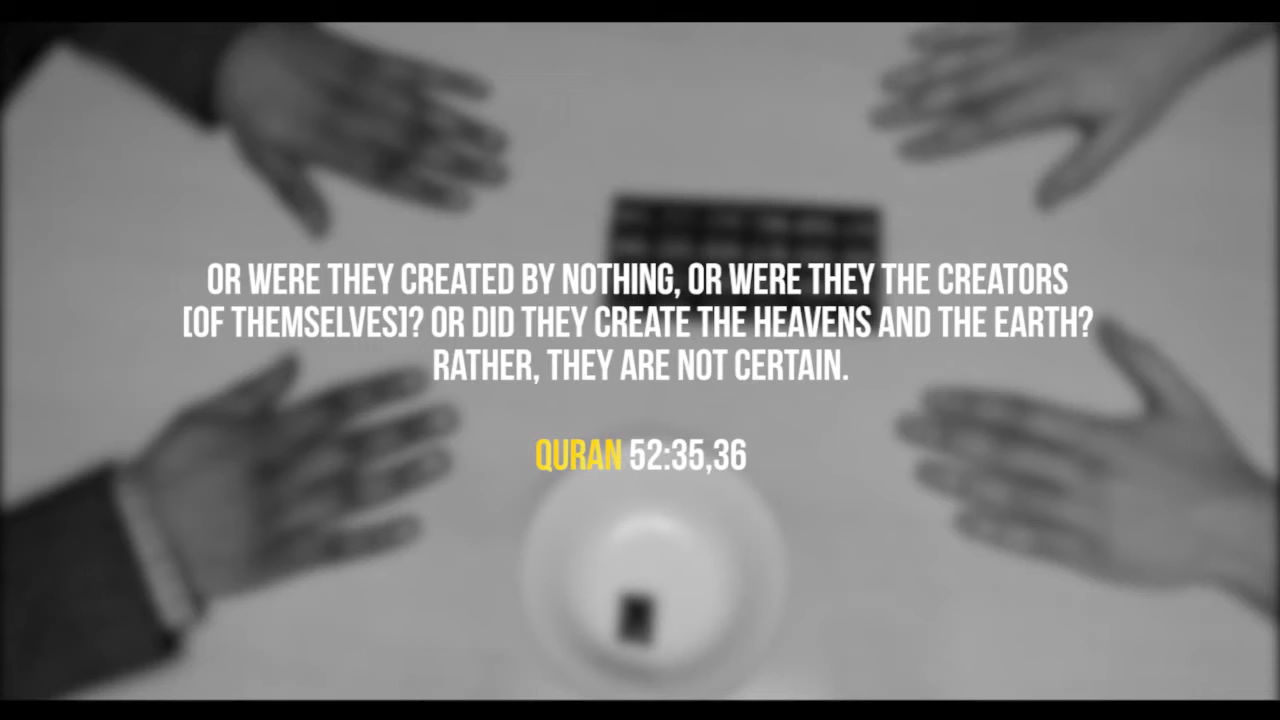 OR WERE THEY CREATED BY NOTHING, OR WERE THEY THE CREATORS
[OF THEMSELVES]? OR DID THEY CREATE THE HEAVENS AND THE EARTH?
RATHER, THEY ARE NOT CERTAIN.
QURAN 52:35,36